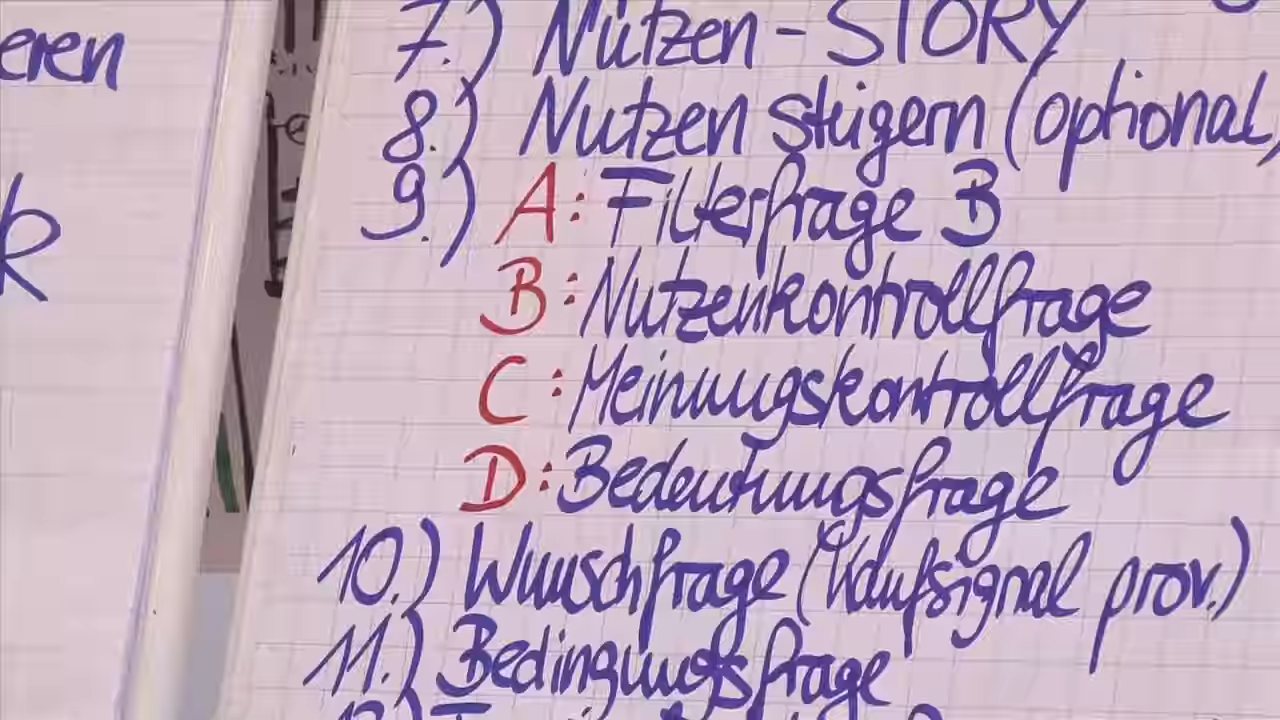 eren
R
7.) Nutzen - STORY
8.) Nutzen steigern (optional)
9.) A: Filterfrage B
B: Nutzenkontrollfrage
C: Meinungskontrollfrage
D: Bedeutungsfrage
10.) Wunschfrage (Kaufsignal prov.)
11.) Bedingungsfrage